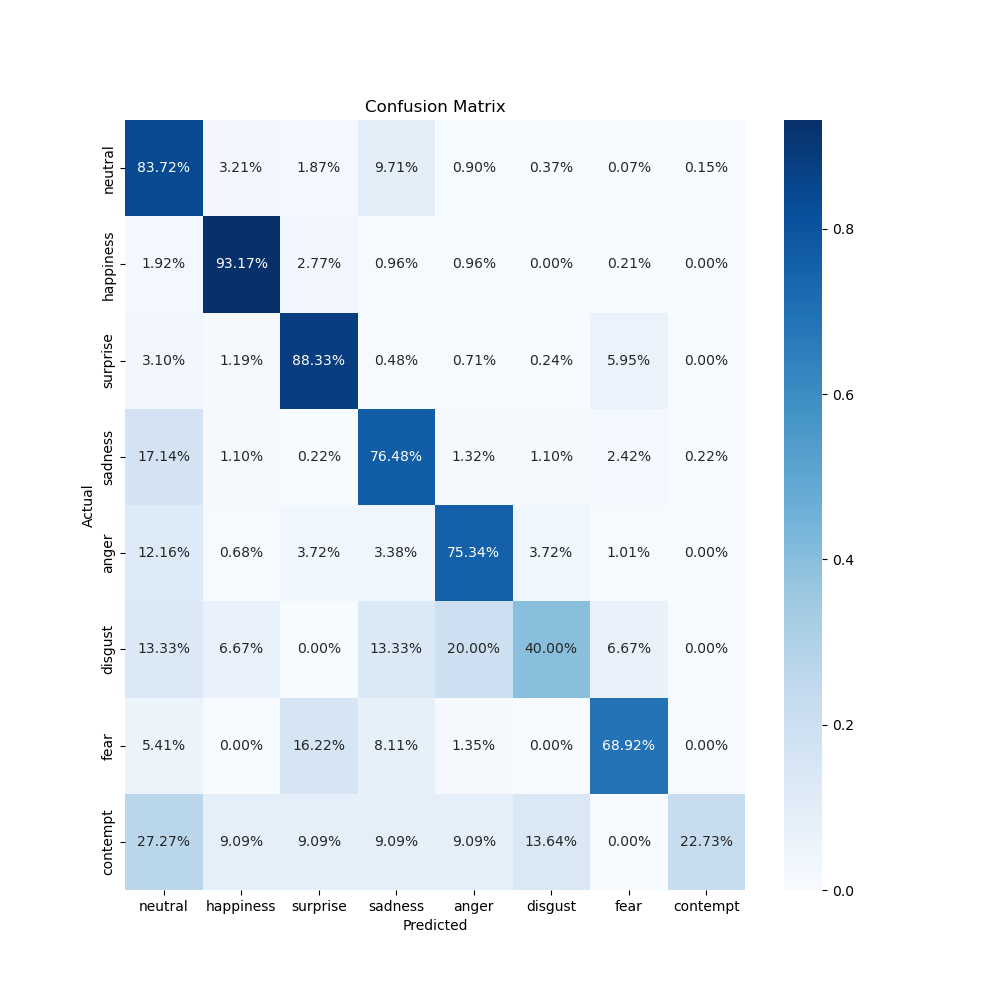 Confusion Matrix
neutral 83.72% 3.21% 1.87% 9.71% 0.90% 0.37% 0.07% 0.15%
happiness 1.92% 93.17% 2.77% 0.96% 0.96% 0.00% 0.21% 0.00%
surprise 3.10% 1.19% 88.33% 0.48% 0.71% 0.24% 5.95% 0.00%
sadness 17.14% 1.10% 0.22% 76.48% 1.32% 1.10% 2.42% 0.22%
anger 12.16% 0.68% 3.72% 3.38% 75.34% 3.72% 1.01% 0.00%
disgust 13.33% 6.67% 0.00% 13.33% 20.00% 40.00% 6.67% 0.00%
fear 5.41% 0.00% 16.22% 8.11% 1.35% 0.00% 68.92% 0.00%
contempt 27.27% 9.09% 9.09% 9.09% 9.09% 13.64% 0.00% 22.73%
neutral happiness surprise sadness anger disgust fear contempt
Predicted
Actual
0.8
0.6
0.4
0.2
0.0